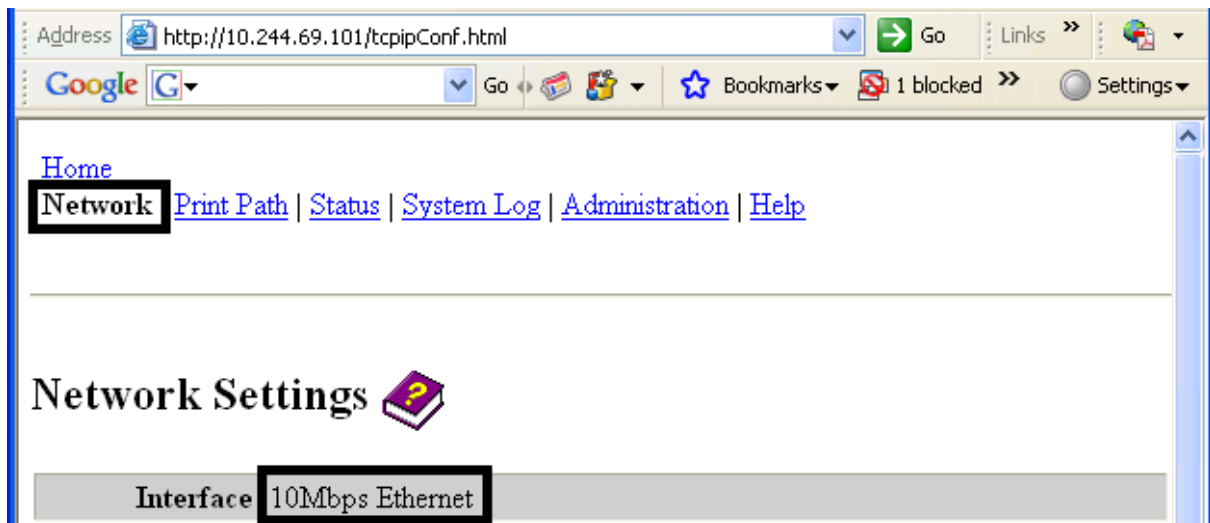 Address http://10.244.69.101/tcpipConf.html Go Links »
Google G Go Bookmarks 1 blocked » Settings
Home
Network Print Path | Status | System Log | Administration | Help
Network Settings ?
Interface 10Mbps Ethernet